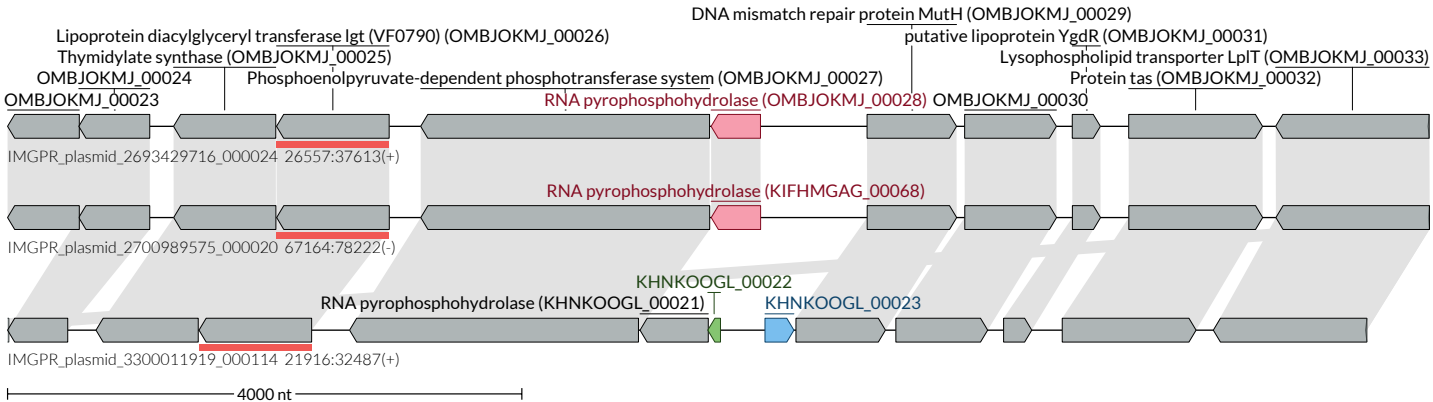 DNA mismatch repair protein MutH (OMBJOKMJ_00029)
Lipoprotein diacylglyceryl transferase lgt (VF0790) (OMBJOKMJ_00026)
putative lipoprotein YgdR (OMBJOKMJ_00031)
Thymidylate synthase (OMBJOKMJ_00025)
Lysophospholipid transporter LplT (OMBJOKMJ_00033)
OMBJOKMJ_00024
Phosphoenolpyruvate-dependent phosphotransferase system (OMBJOKMJ_00027)
Protein tas (OMBJOKMJ_00032)
OMBJOKMJ_00023
RNA pyrophosphohydrolase (OMBJOKMJ_00028)
OMBJOKMJ_00030
IMGPR_plasmid_2693429716_000024 26557:37613(+)
RNA pyrophosphohydrolase (KIFHMGAG_00068)
IMGPR_plasmid_2700989575_000020 67164:78222(-)
KHNKOOGL_00022
RNA pyrophosphohydrolase (KHNKOOGL_00021)
KHNKOOGL_00023
IMGPR_plasmid_3300011919_000114 21916:32487(+)
4000 nt